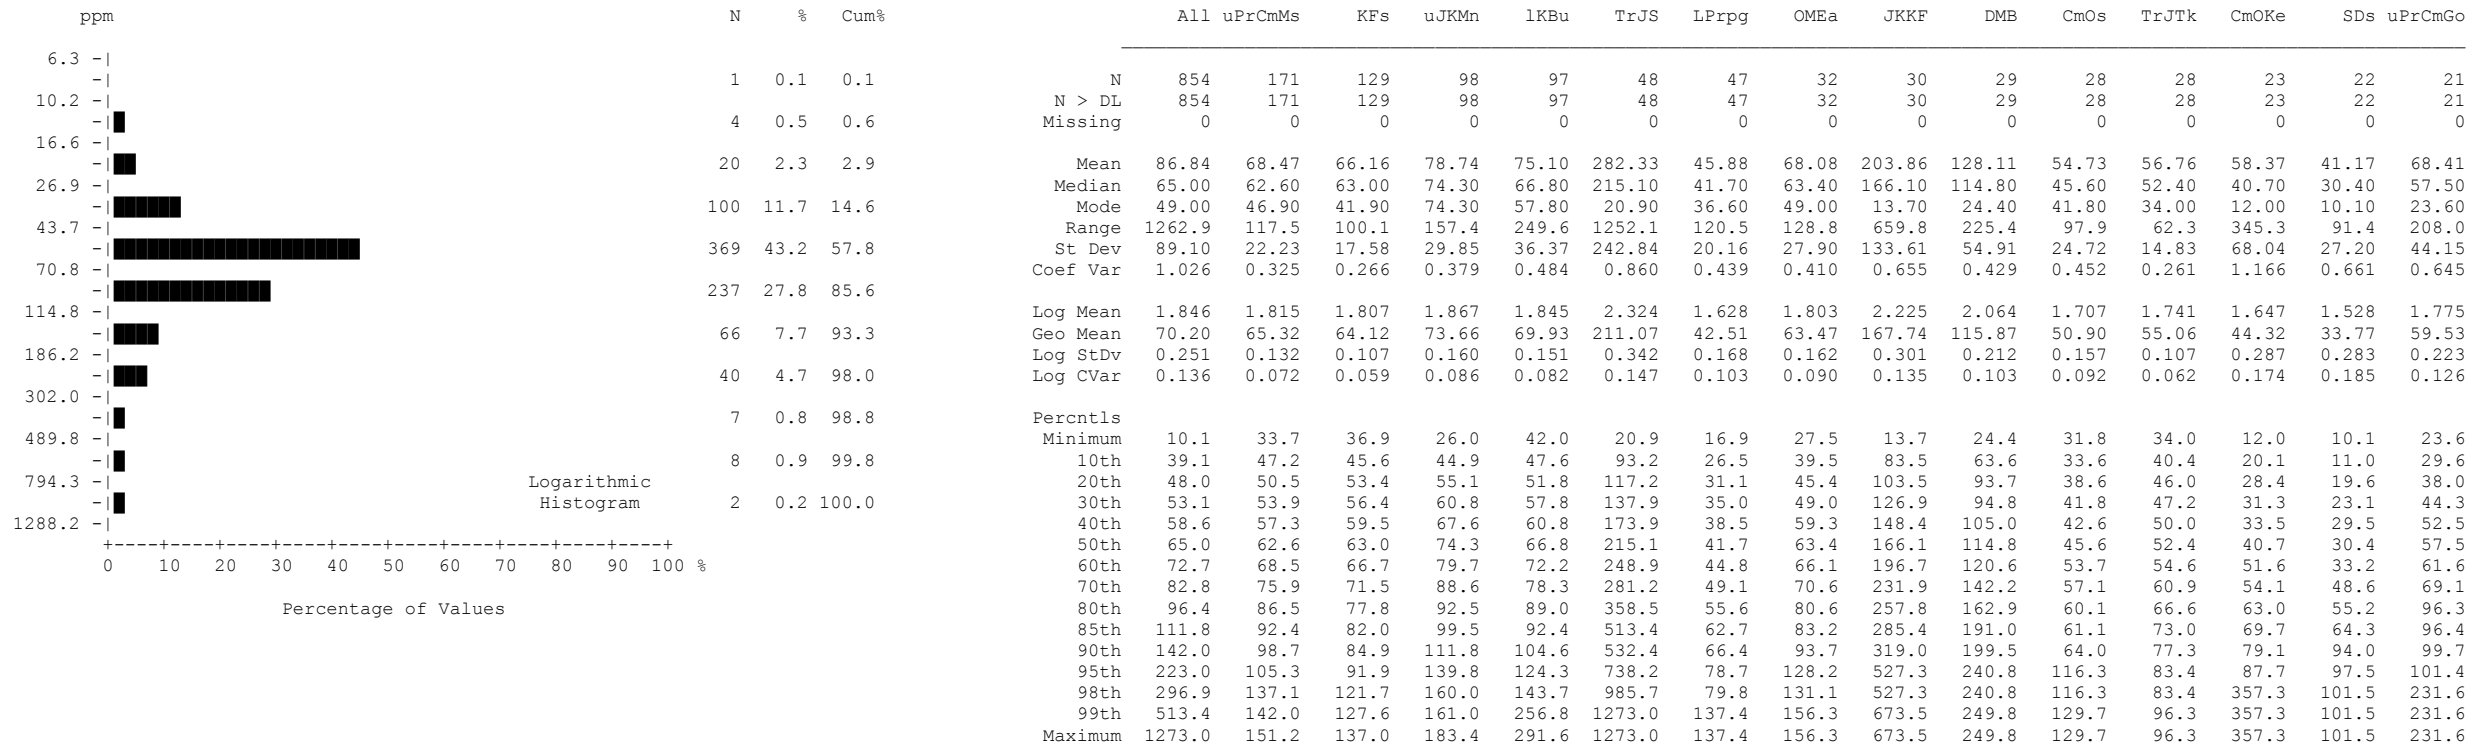 ppm N % Cum% All uPrCmMs KFs uJKMn lKBu TrJS LPrpg OMEa JKKF DMB CmOs TrJTk CmOKe SDs uPrCmGo
6.3 -|
-| 1 0.1 0.1 N 854 171 129 98 97 48 47 32 30 29 28 28 23 22 21
10.2 -| N > DL 854 171 129 98 97 48 47 32 30 29 28 28 23 22 21
-| 4 0.5 0.6 Missing 0 0 0 0 0 0 0 0 0 0 0 0 0 0 0
16.6 -|
-| 20 2.3 2.9 Mean 86.84 68.47 66.16 78.74 75.10 282.33 45.88 68.08 203.86 128.11 54.73 56.76 58.37 41.17 68.41
26.9 -| Median 65.00 62.60 63.00 74.30 66.80 215.10 41.70 63.40 166.10 114.80 45.60 52.40 40.70 30.40 57.50
-| 100 11.7 14.6 Mode 49.00 46.90 41.90 74.30 57.80 20.90 36.60 49.00 13.70 24.40 41.80 34.00 12.00 10.10 23.60
43.7 -| Range 1262.9 117.5 100.1 157.4 249.6 1252.1 120.5 128.8 659.8 225.4 97.9 62.3 345.3 91.4 208.0
-| 369 43.2 57.8 St Dev 89.10 22.23 17.58 29.85 36.37 242.84 20.16 27.90 133.61 54.91 24.72 14.83 68.04 27.20 44.15
70.8 -| Coef Var 1.026 0.325 0.266 0.379 0.484 0.860 0.439 0.410 0.655 0.429 0.452 0.261 1.166 0.661 0.645
-| 237 27.8 85.6
114.8 -| Log Mean 1.846 1.815 1.807 1.867 1.845 2.324 1.628 1.803 2.225 2.064 1.707 1.741 1.647 1.528 1.775
-| 66 7.7 93.3 Geo Mean 70.20 65.32 64.12 73.66 69.93 211.07 42.51 63.47 167.74 115.87 50.90 55.06 44.32 33.77 59.53
186.2 -| Log StDv 0.251 0.132 0.107 0.160 0.151 0.342 0.168 0.162 0.301 0.212 0.157 0.107 0.287 0.283 0.223
-| 40 4.7 98.0 Log CVar 0.136 0.072 0.059 0.086 0.082 0.147 0.103 0.090 0.135 0.103 0.092 0.062 0.174 0.185 0.126
302.0 -|
-| 7 0.8 98.8 Percntls
489.8 -| Minimum 10.1 33.7 36.9 26.0 42.0 20.9 16.9 27.5 13.7 24.4 31.8 34.0 12.0 10.1 23.6
-| 8 0.9 99.8 10th 39.1 47.2 45.6 44.9 47.6 93.2 26.5 39.5 83.5 63.6 33.6 40.4 20.1 11.0 29.6
794.3 -| Logarithmic 20th 48.0 50.5 53.4 55.1 51.8 117.2 31.1 45.4 103.5 93.7 38.6 46.0 28.4 19.6 38.0
-| Histogram 2 0.2 100.0 30th 53.1 53.9 56.4 60.8 57.8 137.9 35.0 49.0 126.9 94.8 41.8 47.2 31.3 23.1 44.3
1288.2 -| 40th 58.6 57.3 59.5 67.6 60.8 173.9 38.5 59.3 148.4 105.0 42.6 50.0 33.5 29.5 52.5
+----+----+----+----+----+----+----+----+----+----+ 50th 65.0 62.6 63.0 74.3 66.8 215.1 41.7 63.4 166.1 114.8 45.6 52.4 40.7 30.4 57.5
0 10 20 30 40 50 60 70 80 90 100 % 60th 72.7 68.5 66.7 79.7 72.2 248.9 44.8 66.1 196.7 120.6 53.7 54.6 51.6 33.2 61.6
70th 82.8 75.9 71.5 88.6 78.3 281.2 49.1 70.6 231.9 142.2 57.1 60.9 54.1 48.6 69.1
Percentage of Values 80th 96.4 86.5 77.8 92.5 89.0 358.5 55.6 80.6 257.8 162.9 60.1 66.6 63.0 55.2 96.3
85th 111.8 92.4 82.0 99.5 92.4 513.4 62.7 83.2 285.4 191.0 61.1 73.0 69.7 64.3 96.4
90th 142.0 98.7 84.9 111.8 104.6 532.4 66.4 93.7 319.0 199.5 64.0 77.3 79.1 94.0 99.7
95th 223.0 105.3 91.9 139.8 124.3 738.2 78.7 128.2 527.3 240.8 116.3 83.4 87.7 97.5 101.4
98th 296.9 137.1 121.7 160.0 143.7 985.7 79.8 131.1 527.3 240.8 116.3 83.4 357.3 101.5 231.6
99th 513.4 142.0 127.6 161.0 256.8 1273.0 137.4 156.3 673.5 249.8 129.7 96.3 357.3 101.5 231.6
Maximum 1273.0 151.2 137.0 183.4 291.6 1273.0 137.4 156.3 673.5 249.8 129.7 96.3 357.3 101.5 231.6